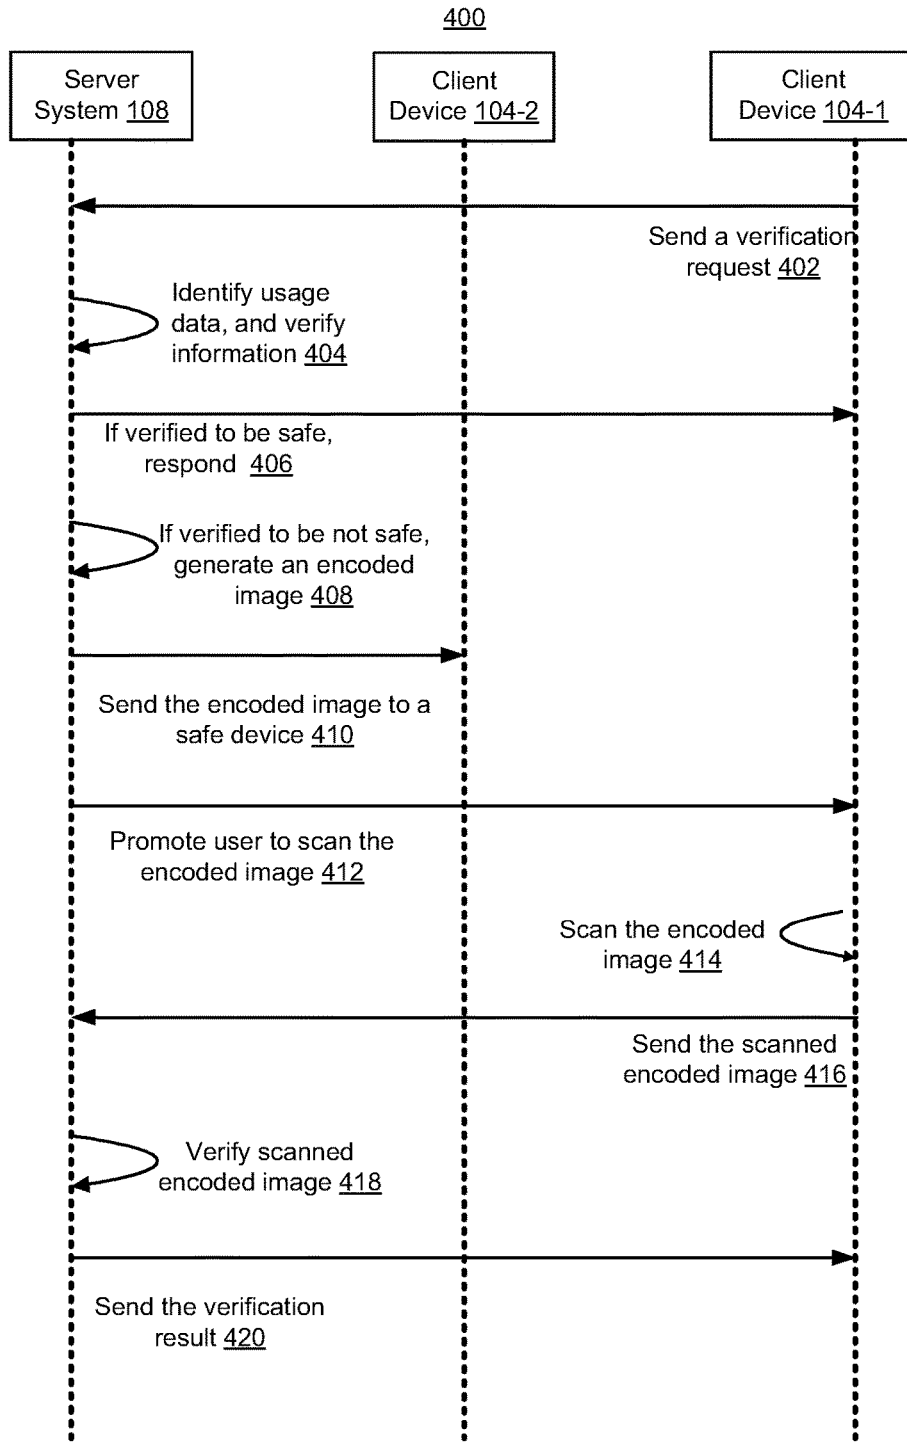 400
Server
System 108
Client
Device 104-2
Client
Device 104-1
Send a verification
request 402
Identify usage
data, and verify
information 404
If verified to be safe,
respond 406
If verified to be not safe,
generate an encoded
image 408
Send the encoded image to a
safe device 410
Promote user to scan the
encoded image 412
Scan the encoded
image 414
Send the scanned
encoded image 416
Verify scanned
encoded image 418
Send the verification
result 420